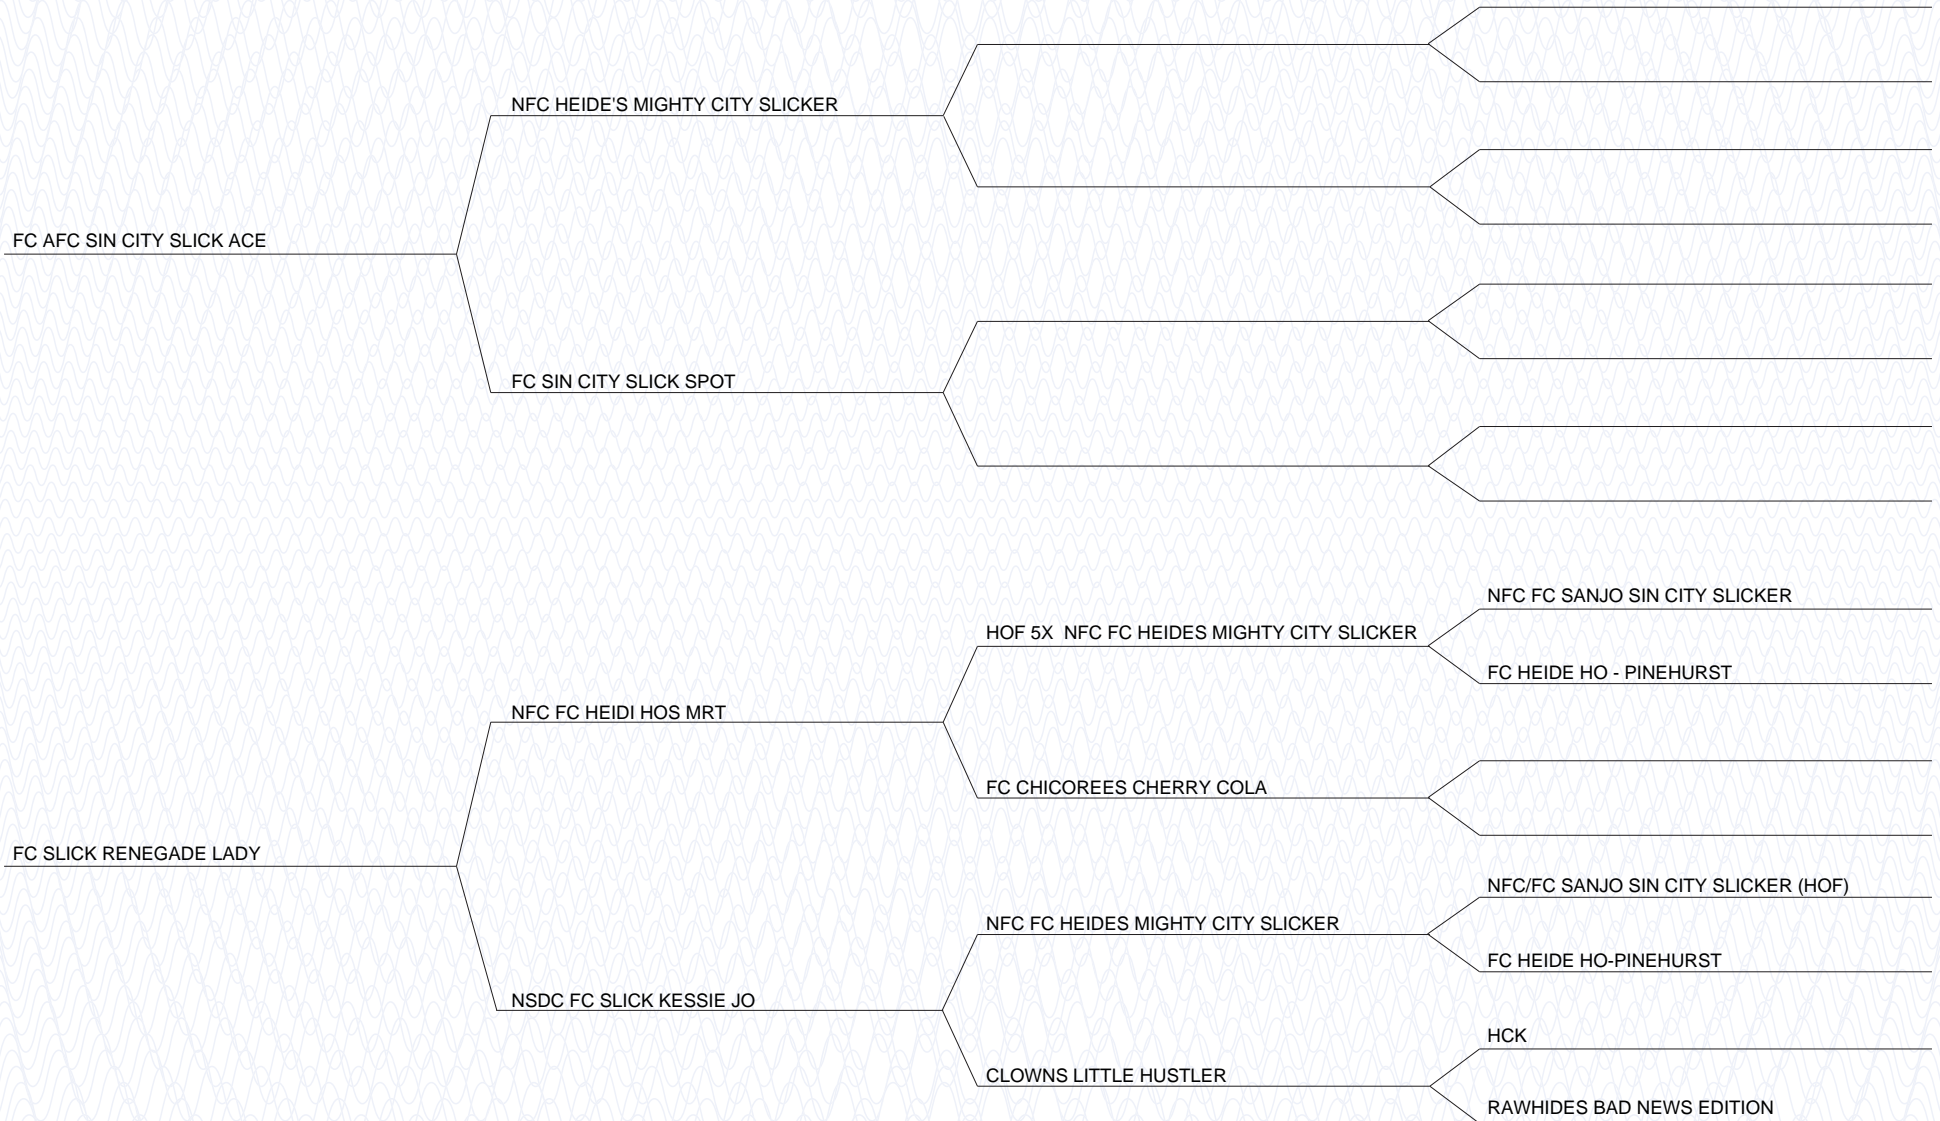 NFC HEIDE'S MIGHTY CITY SLICKER
FC AFC SIN CITY SLICK ACE
FC SIN CITY SLICK SPOT
NFC FC SANJO SIN CITY SLICKER
HOF 5X  NFC FC HEIDES MIGHTY CITY SLICKER
FC HEIDE HO - PINEHURST
NFC FC HEIDI HOS MRT
FC CHICOREES CHERRY COLA
FC SLICK RENEGADE LADY
NFC/FC SANJO SIN CITY SLICKER (HOF)
NFC FC HEIDES MIGHTY CITY SLICKER
FC HEIDE HO-PINEHURST
NSDC FC SLICK KESSIE JO
HCK
CLOWNS LITTLE HUSTLER
RAWHIDES BAD NEWS EDITION